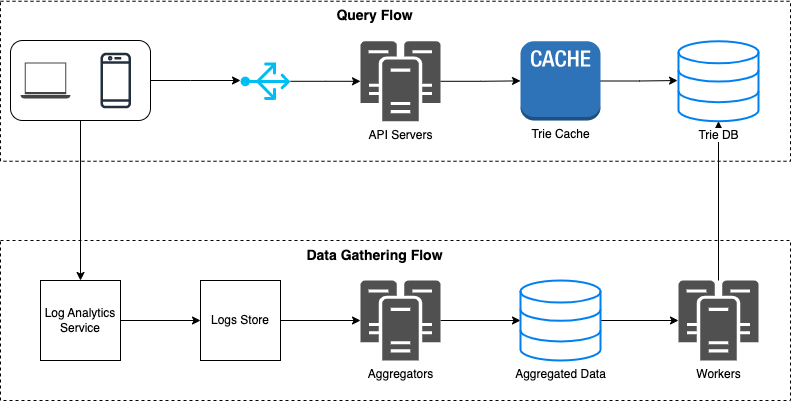 Query Flow
CACHE
API Servers
Trie Cache
Trie DB
Data Gathering Flow
Log Analytics
Service
Logs Store
Aggregators
Aggregated Data
Workers